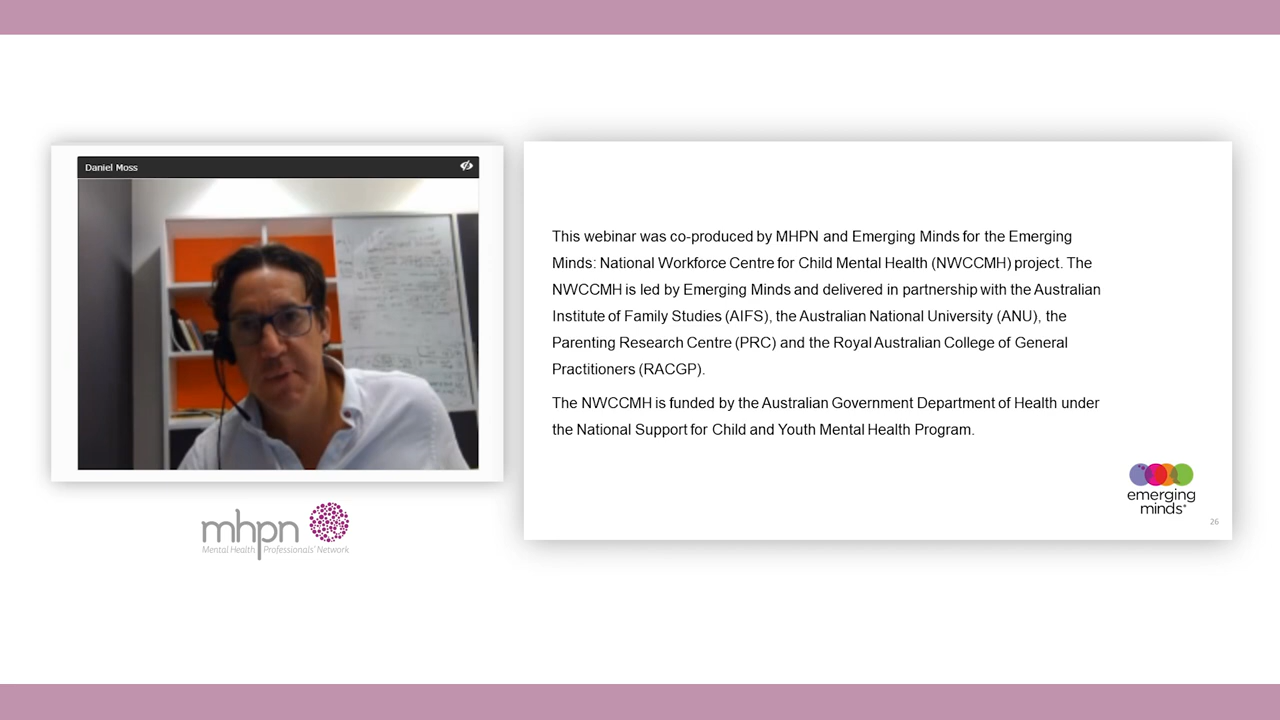 Daniel Moss
This webinar was co-produced by MHPN and Emerging Minds for the Emerging
Minds: National Workforce Centre for Child Mental Health (NWCCMH) project. The
NWCCMH is led by Emerging Minds and delivered in partnership with the Australian
Institute of Family Studies (AIFS), the Australian National University (ANU), the
Parenting Research Centre (PRC) and the Royal Australian College of General
Practitioners (RACGP).
The NWCCMH is funded by the Australian Government Department of Health under
the National Support for Child and Youth Mental Health Program.
emerging
minds
26
mhpn
Mental Health Professionals' Network